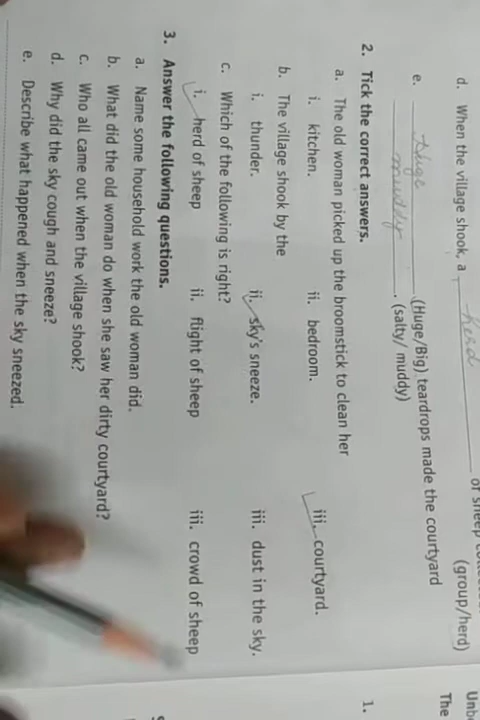 d. When the village shook, a herd of sheep
(group/herd)
e. Huge (Huge/Big) teardrops made the courtyard
muddy. (salty/ muddy)
2. Tick the correct answers.
a. The old woman picked up the broomstick to clean her
i. kitchen. ii. bedroom. iii. courtyard.
b. The village shook by the
i. thunder. ii. sky's sneeze. iii. dust in the sky.
c. Which of the following is right?
i. herd of sheep ii. flight of sheep iii. crowd of sheep
3. Answer the following questions.
a. Name some household work the old woman did.
b. What did the old woman do when she saw her dirty courtyard?
c. Who all came out when the village shook?
d. Why did the sky cough and sneeze?
e. Describe what happened when the sky sneezed.
The
1.